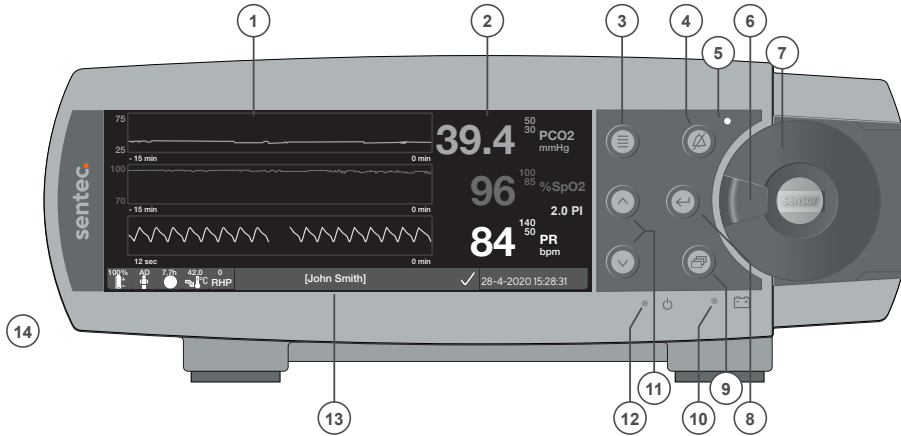 1
2
3
4
5
6
7
sentec.
75
25
- 15 min
0 min
39.4
50
30
PCO2
mmHg
100
70
- 15 min
0 min
96
100
85
%SpO2
2.0 PI
12 sec
0 min
84
140
50
PR
bpm
100%
AD
7.7h
42.0
°C
0
RHP
[John Smith]
28-4-2020 15:28:31
sensor
14
13
12
11
10
9
8